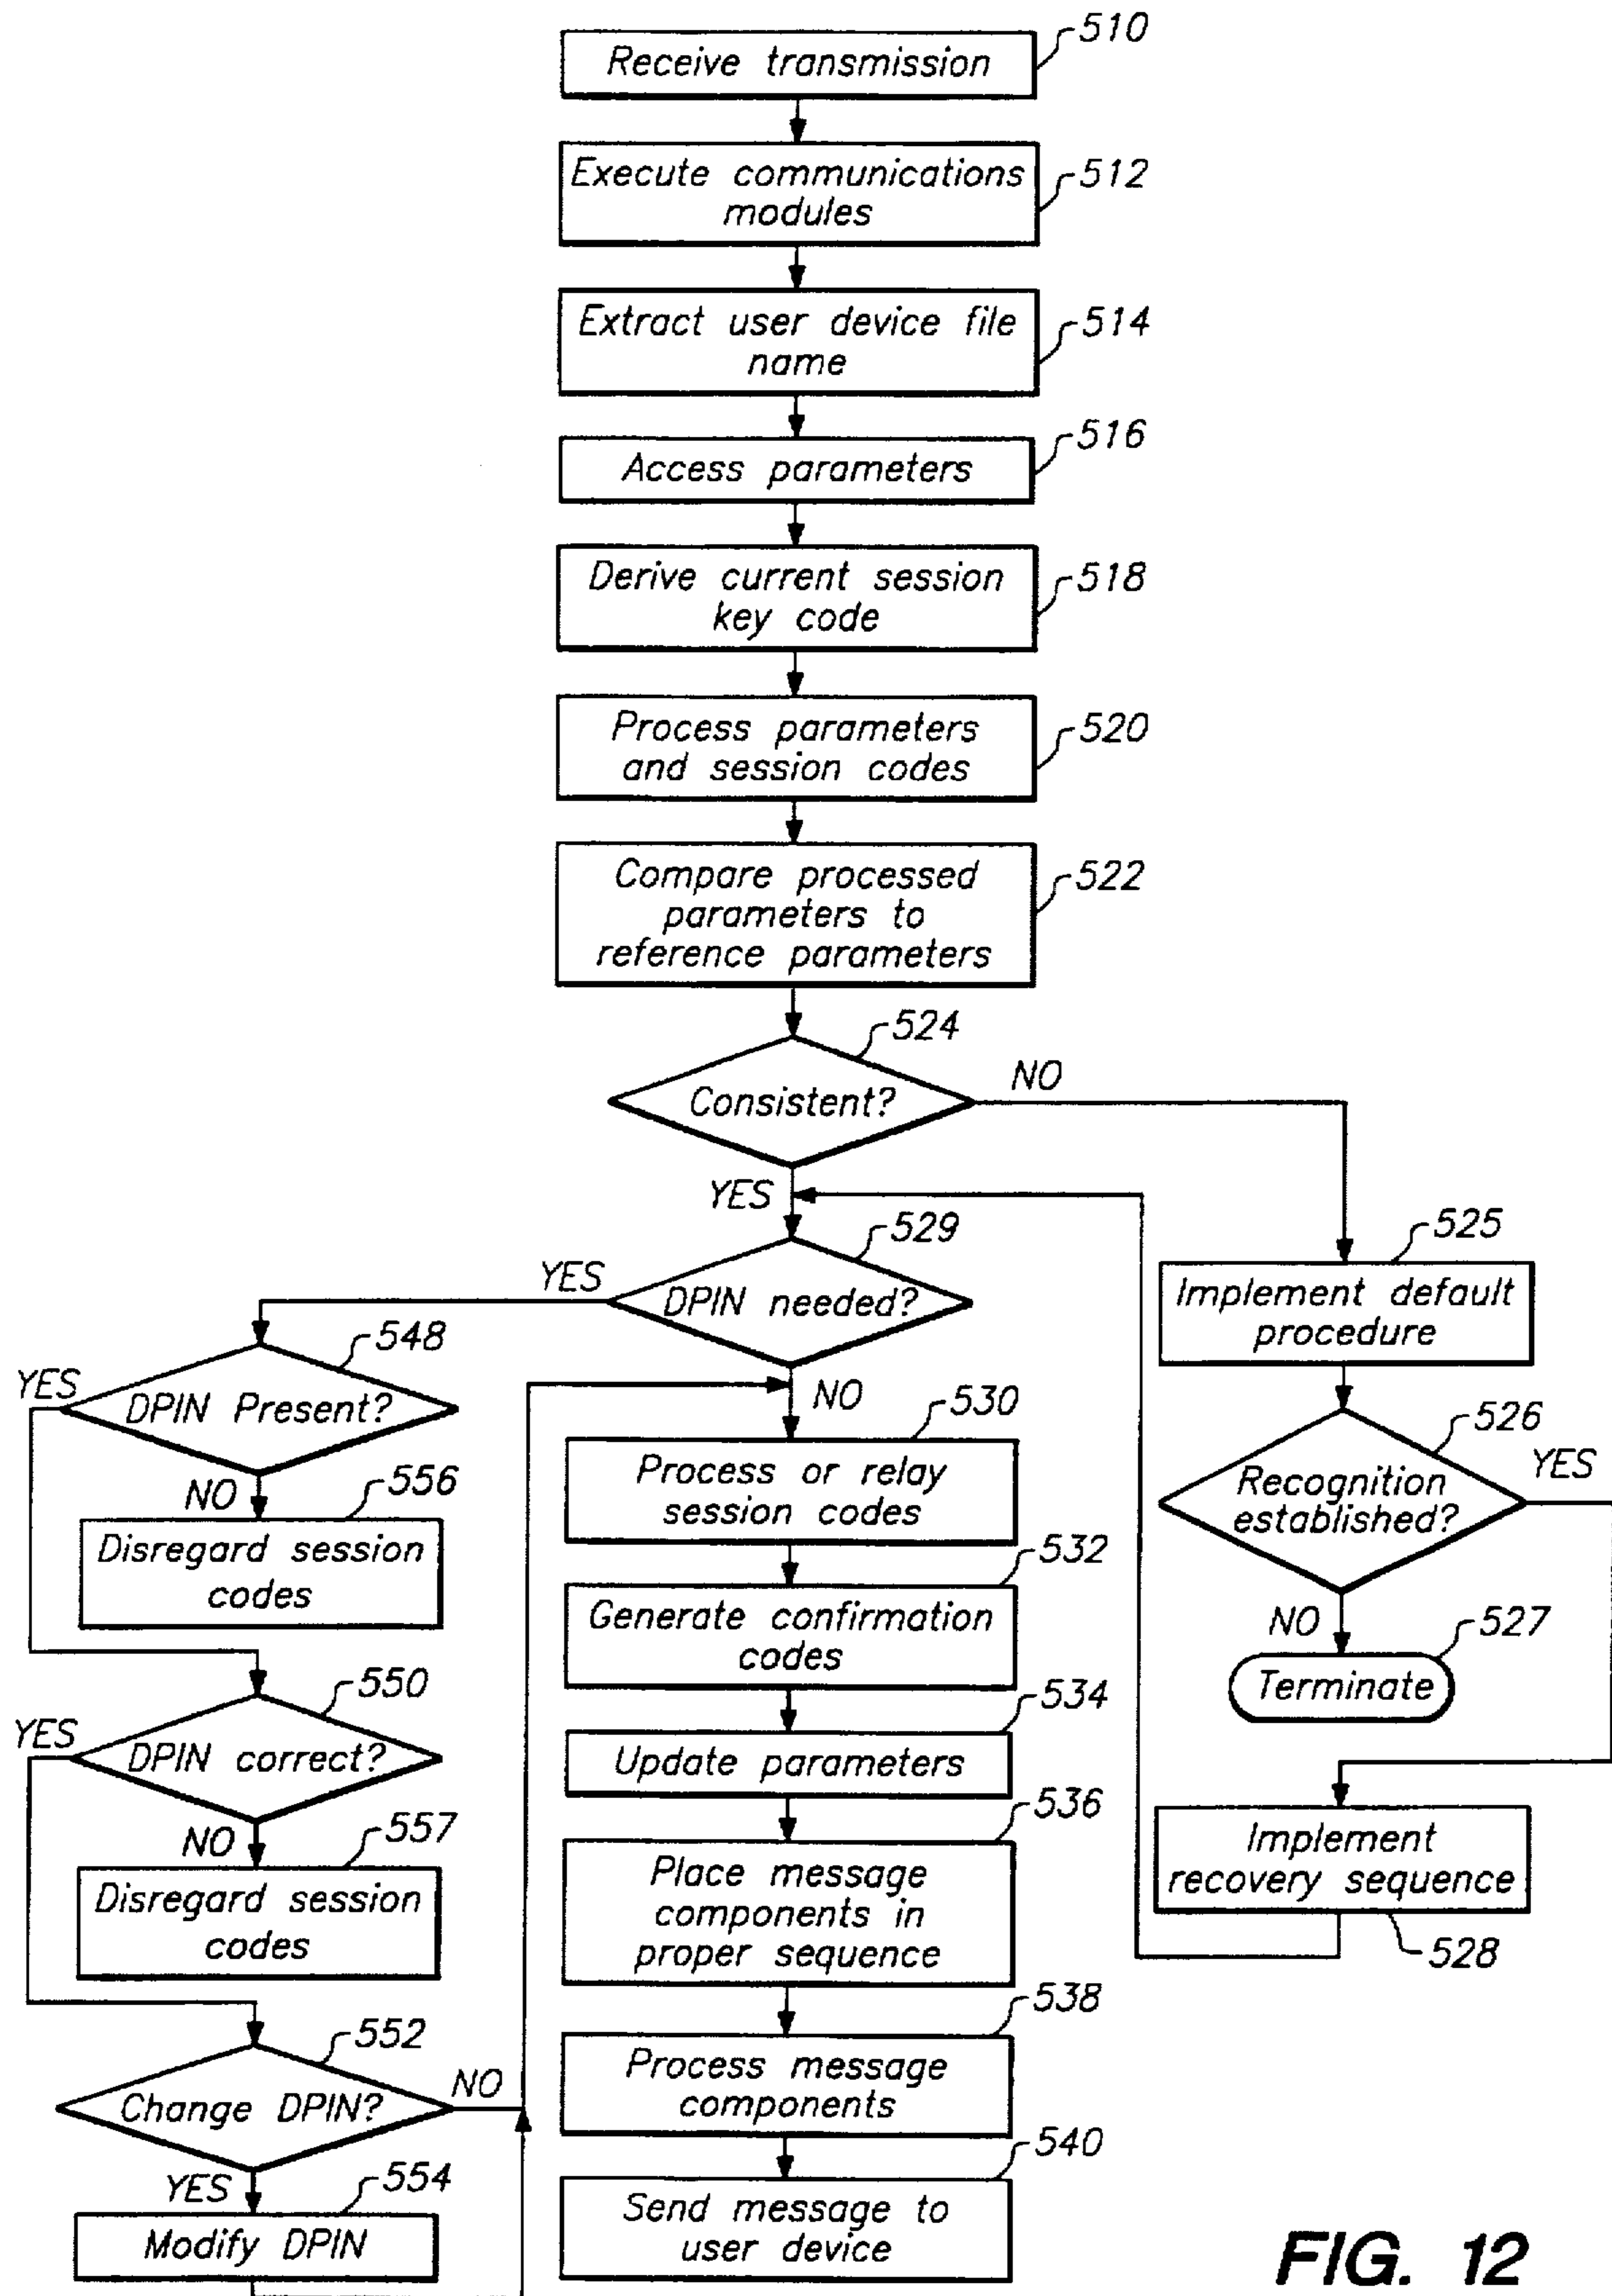 510
Receive transmission
Execute communications
modules
512
Extract user device file
name
514
516
Access parameters
Derive current session
key code
518
Process parameters
and session codes
520
Compare processed
parameters to
reference parameters
522
524
Consistent?
NO
YES
529
DPIN needed?
YES
NO
525
Implement default
procedure
526
Recognition
established?
YES
NO
527
Terminate
Implement
recovery sequence
528
548
DPIN Present?
YES
NO
556
Disregard session
codes
550
DPIN correct?
YES
NO
557
Disregard session
codes
552
Change DPIN?
NO
YES
554
Modify DPIN
530
Process or relay
session codes
532
Generate confirmation
codes
534
Update parameters
536
Place message
components in
proper sequence
538
Process message
components
540
Send message to
user device
FIG. 12